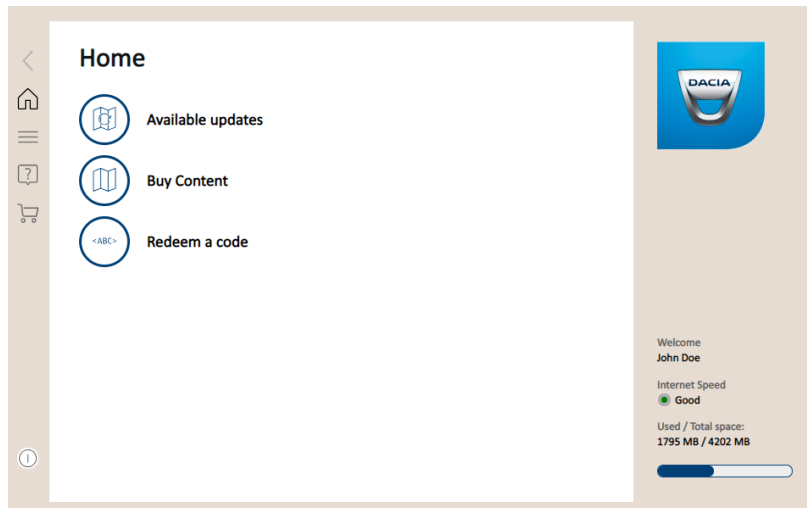 Home
Available updates
Buy Content
<ABC>
Redeem a code
DACIA
Welcome
John Doe
Internet Speed
Good
Used / Total space:
1795 MB / 4202 MB